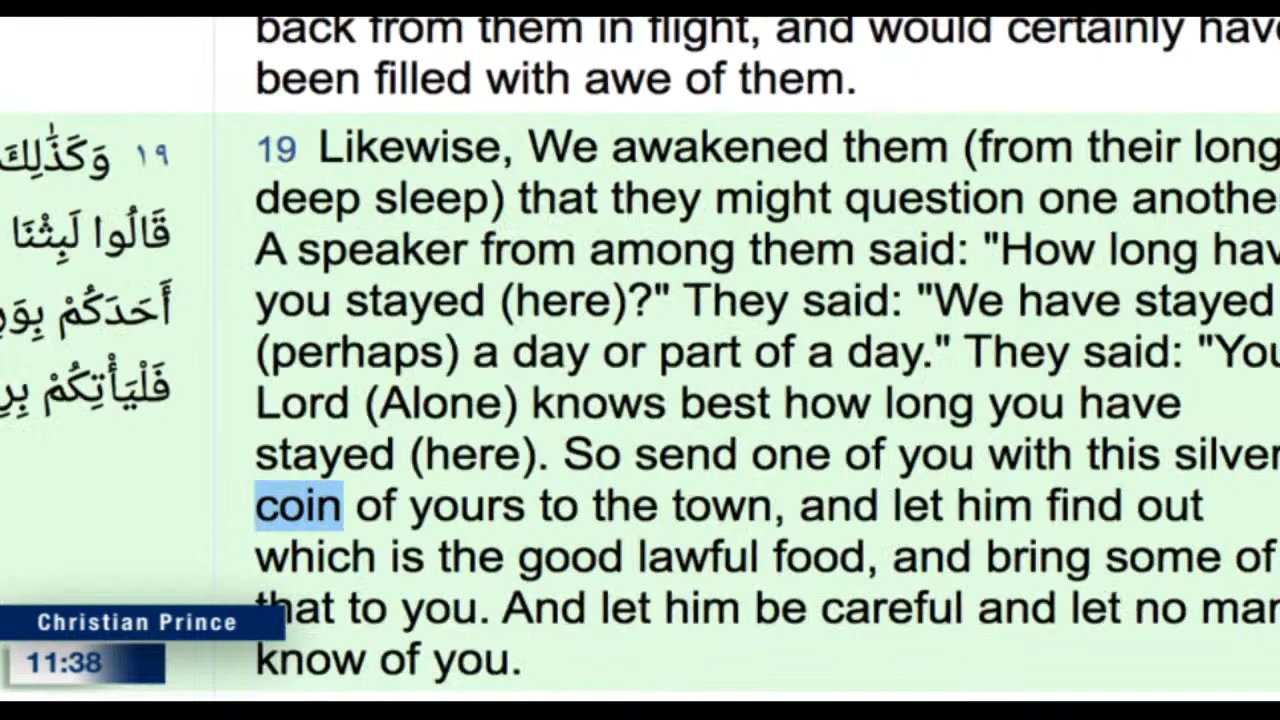 back from them in flight, and would certainly have
been filled with awe of them.
١٩ وَكَذَٰلِكَ
قَالُوا لَبِثْنَا
أَحَدَكُمْ
فَلْيَأْتِكُمْ
19 Likewise, We awakened them (from their long
deep sleep) that they might question one anothe
A speaker from among them said: "How long hav
you stayed (here)?" They said: "We have stayed
(perhaps) a day or part of a day." They said: "You
Lord (Alone) knows best how long you have
stayed (here). So send one of you with this silver
coin of yours to the town, and let him find out
which is the good lawful food, and bring some of
that to you. And let him be careful and let no man
know of you.
Christian Prince
11:38